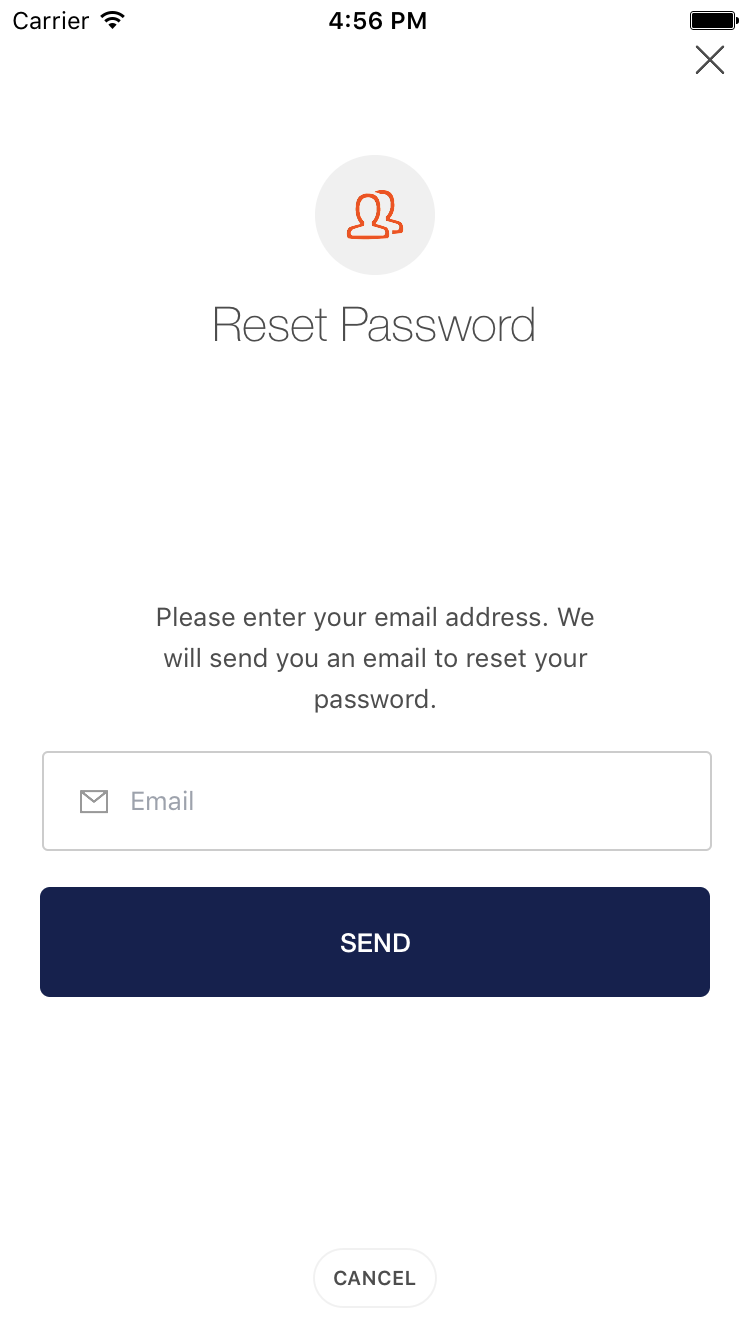 Carrier 4:56 PM
Reset Password
Please enter your email address. We
will send you an email to reset your
password.
Email
SEND
CANCEL